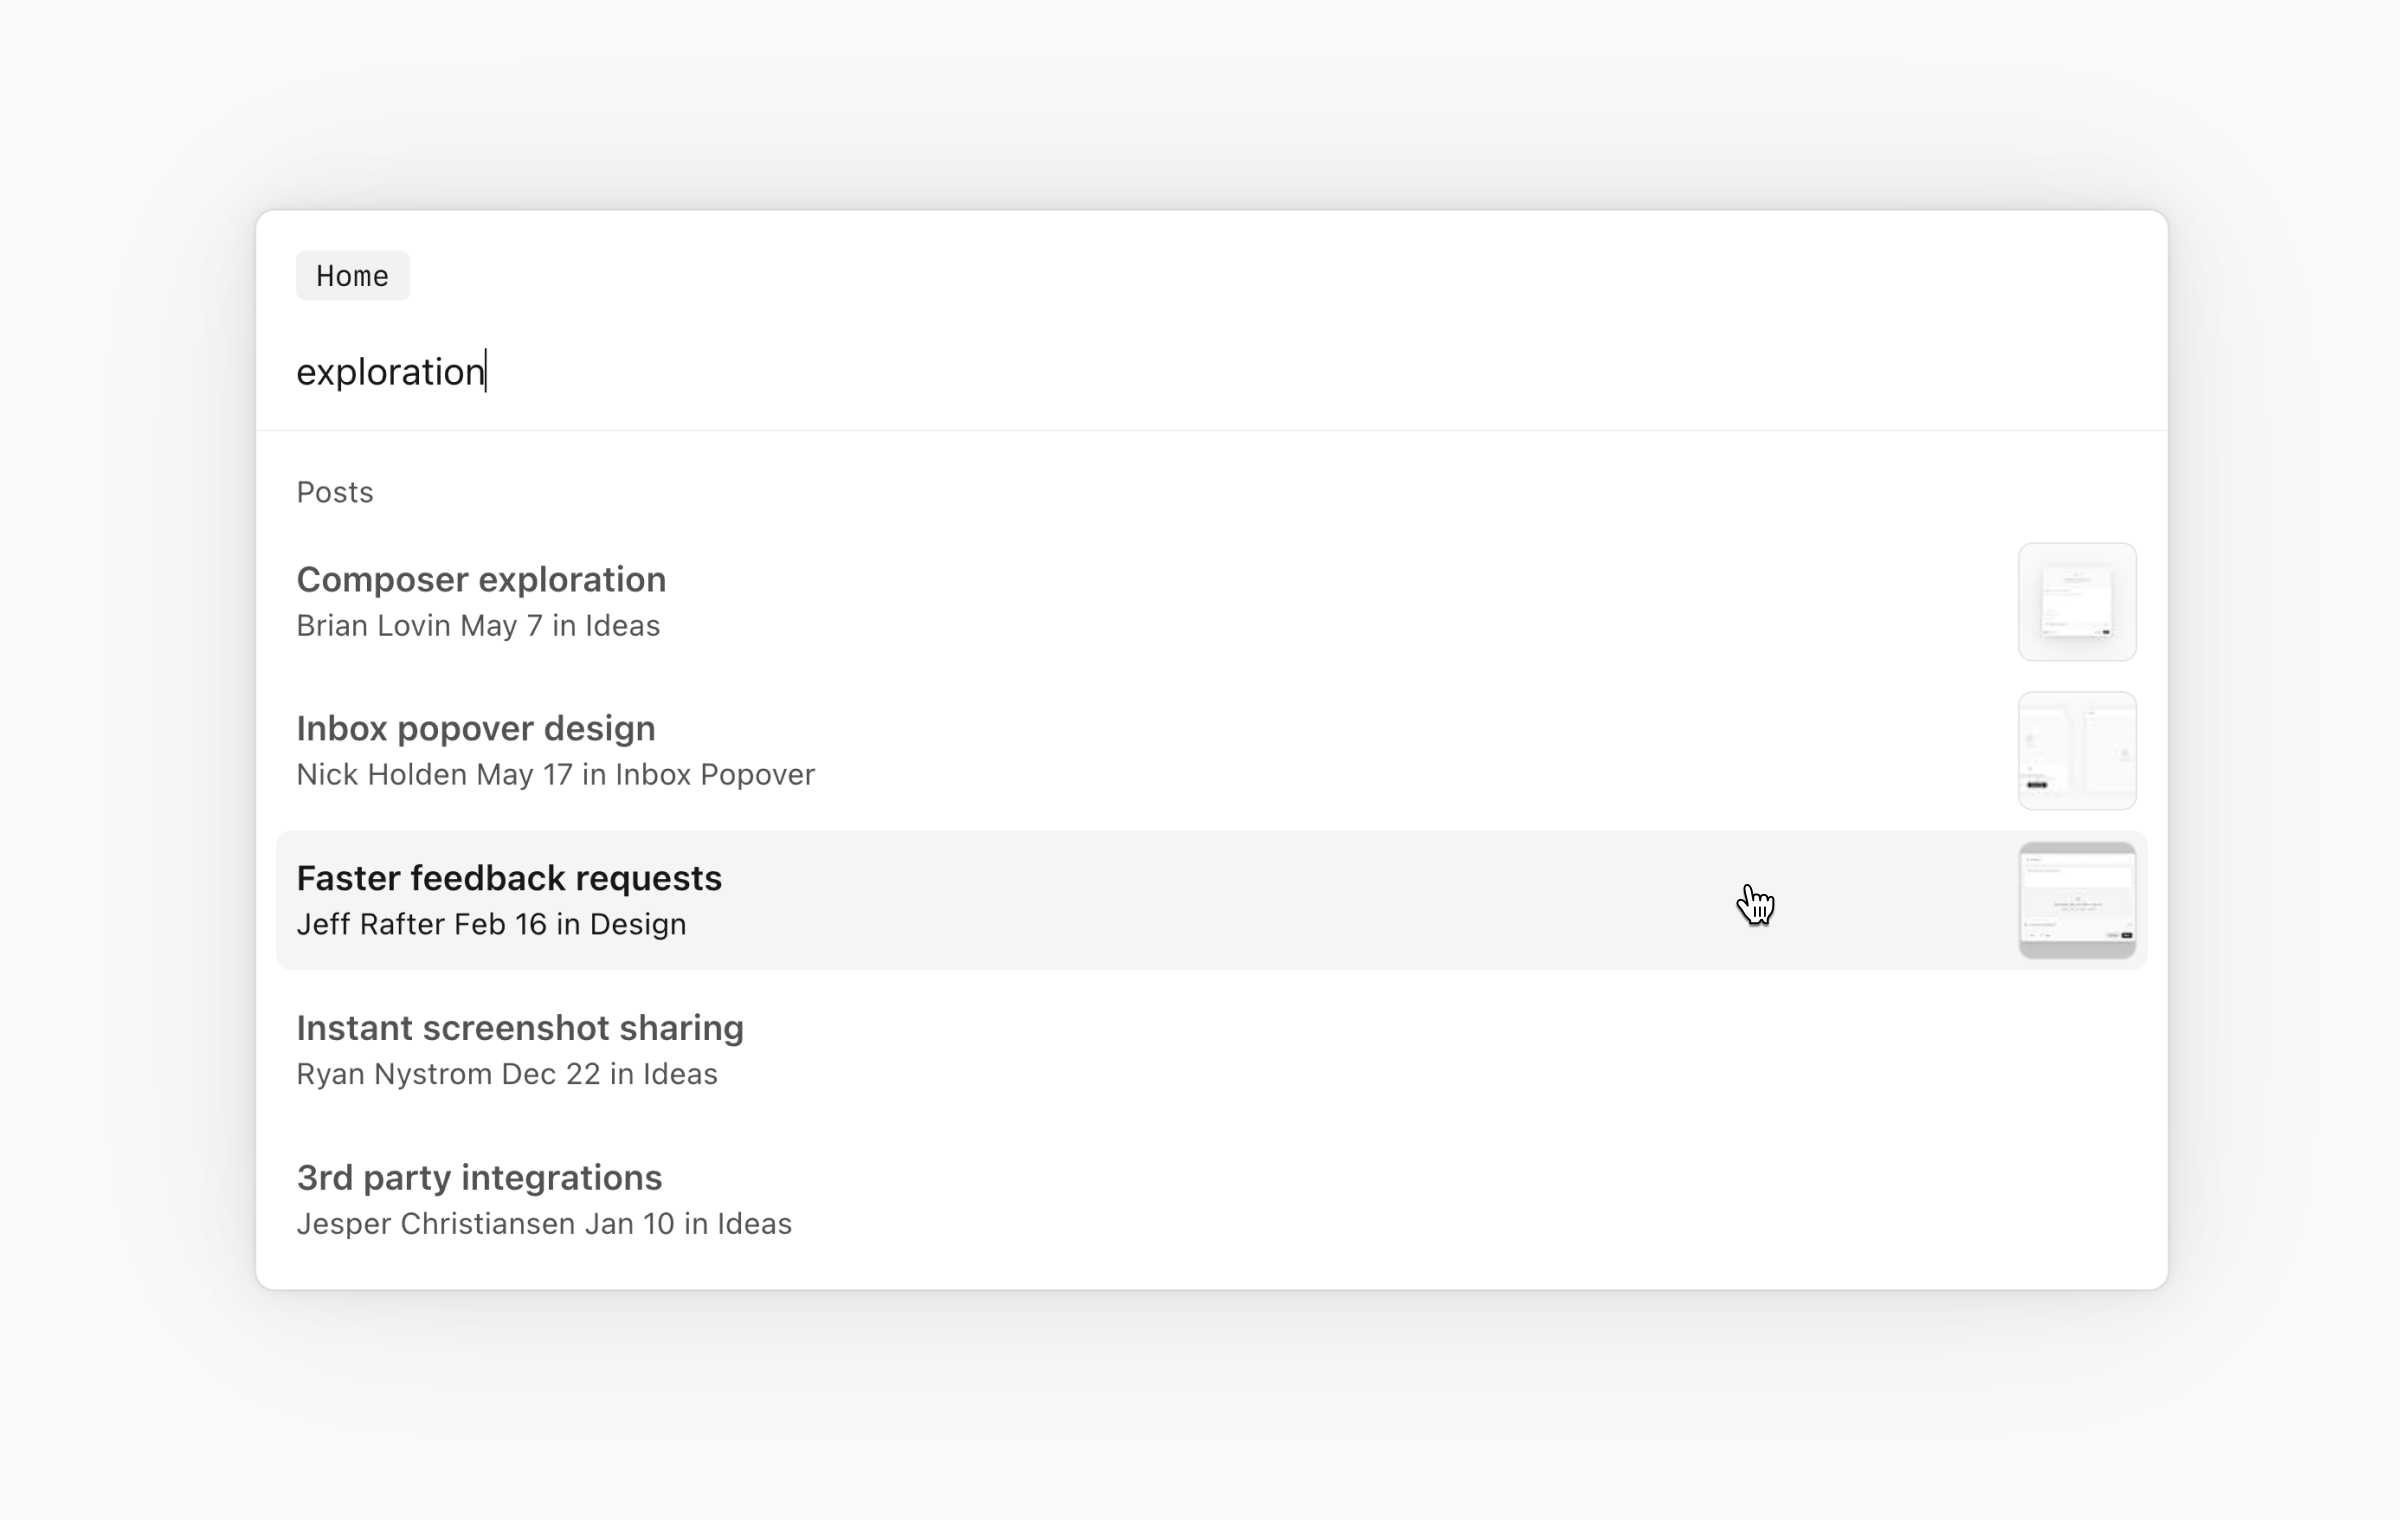 Home
exploration
Posts
Composer exploration
Brian Lovin May 7 in Ideas
Inbox popover design
Nick Holden May 17 in Inbox Popover
Faster feedback requests
Jeff Rafter Feb 16 in Design
Instant screenshot sharing
Ryan Nystrom Dec 22 in Ideas
3rd party integrations
Jesper Christiansen Jan 10 in Ideas